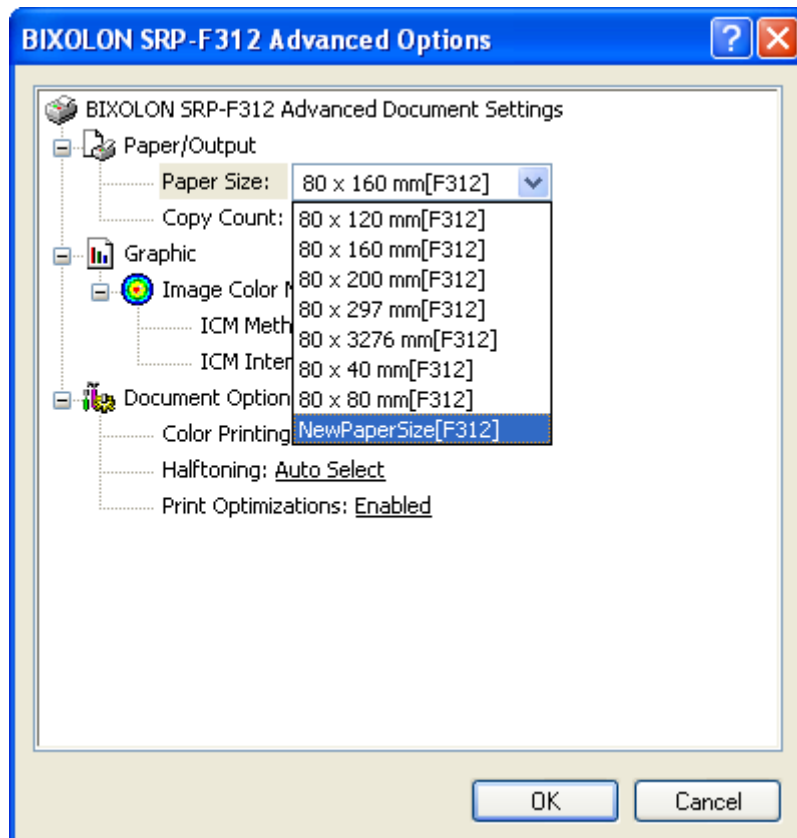 BIXOLON SRP-F312 Advanced Options
BIXOLON SRP-F312 Advanced Document Settings
Paper/Output
Paper Size: 80 x 160 mm[F312]
Copy Count: 80 x 120 mm[F312]
80 x 160 mm[F312]
Graphic
80 x 200 mm[F312]
Image Color
80 x 297 mm[F312]
ICM Meth
80 x 3276 mm[F312]
ICM Inter
80 x 40 mm[F312]
Document Option
80 x 80 mm[F312]
Color Printing
NewPaperSize[F312]
Halftoning: Auto Select
Print Optimizations: Enabled
OK
Cancel